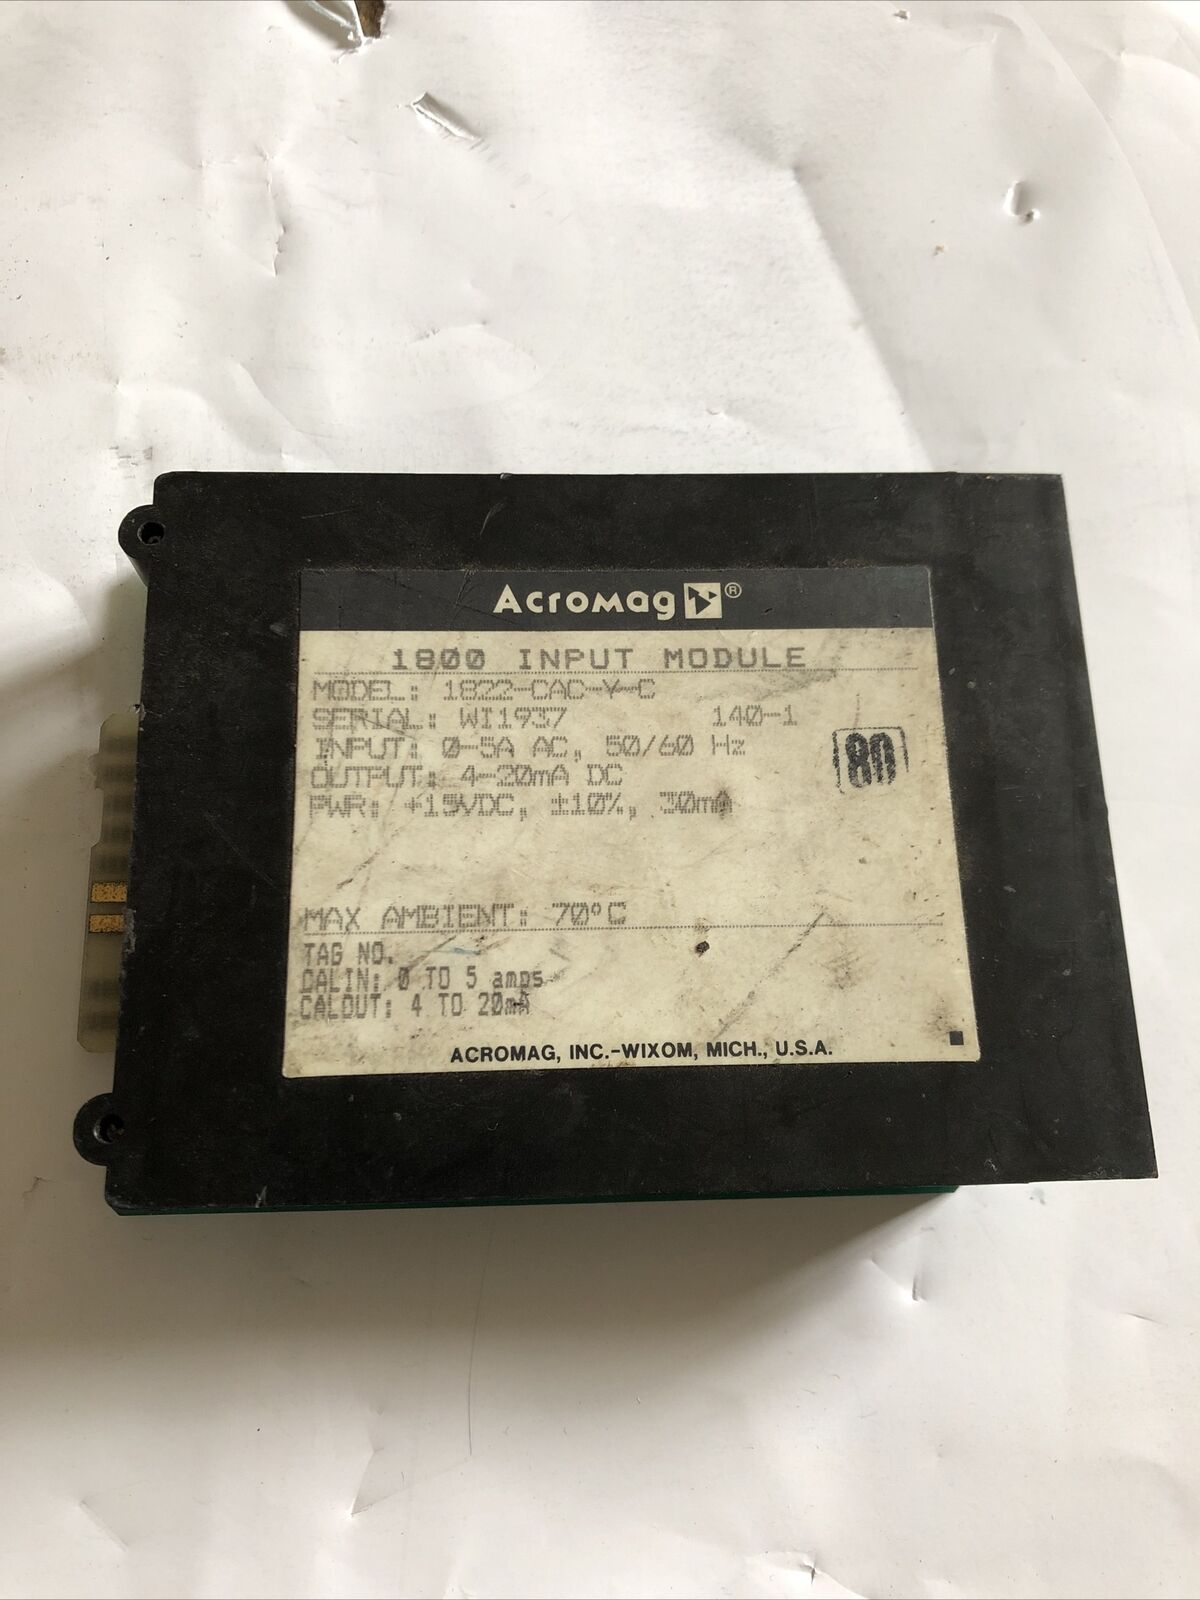 Acromag ®
1800 INPUT MODULE
MODEL: 1822-CAC-Y-C
SERIAL: WI1937 140-1
INPUT: 0-5A AC, 50/60 Hz
OUTPUT: 4-20mA DC
PWR: +15VDC, ±10%, 30mA
80
MAX AMBIENT: 70°C
TAG NO.
CALIN: 0 TO 5 amps
CALOUT: 4 TO 20mA
ACROMAG, INC.-WIXOM, MICH., U.S.A.